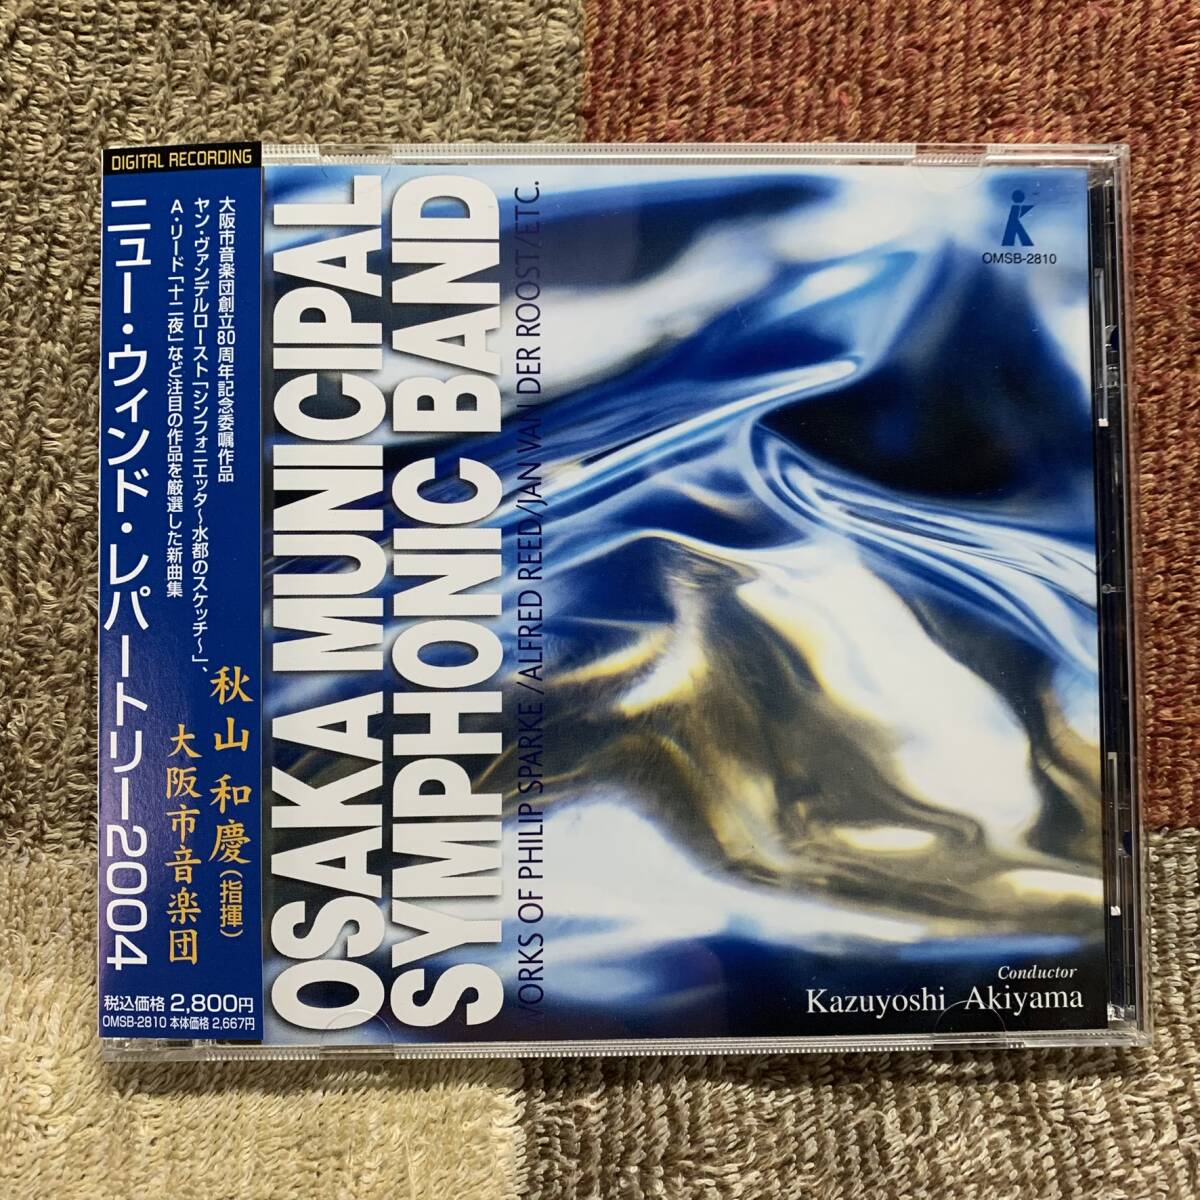 DIGITAL RECORDING
大阪市音楽団創立80周年記念委嘱作品
ヤン・ヴァンデルロースト「シンフォニエッタ〜水都のスケッチ〜」、
A・リード「十二夜」など注目の作品を厳選した新曲集
ニュー・ウィンド・レパートリー2004
秋山 和慶(指揮)
大阪市音楽団
税込価格 2,800円
OMSB-2810 本体価格 2,667円
OSAKA MUNICIPAL
SYMPHONIC BAND
WORKS OF PHILIP SPARKE/ALFRED REED/JAN VAN DER ROOST/ETC.
OMSB-2810
Conductor
Kazuyoshi Akiyama